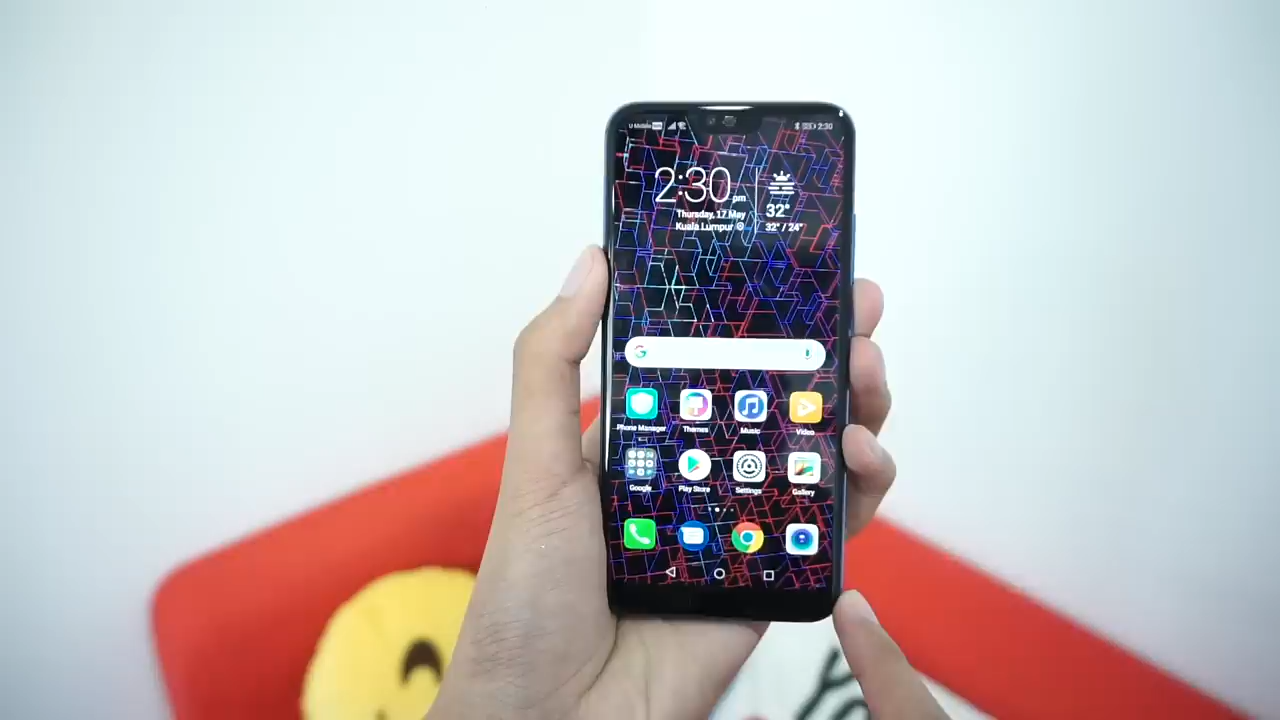 U Mobile
2:30
2:30 pm
Thursday, 17 May
Kuala Lumpur
32°
32° / 24°
G
Phone Manager
Themes
Music
Video
Google
Play Store
Settings
Gallery